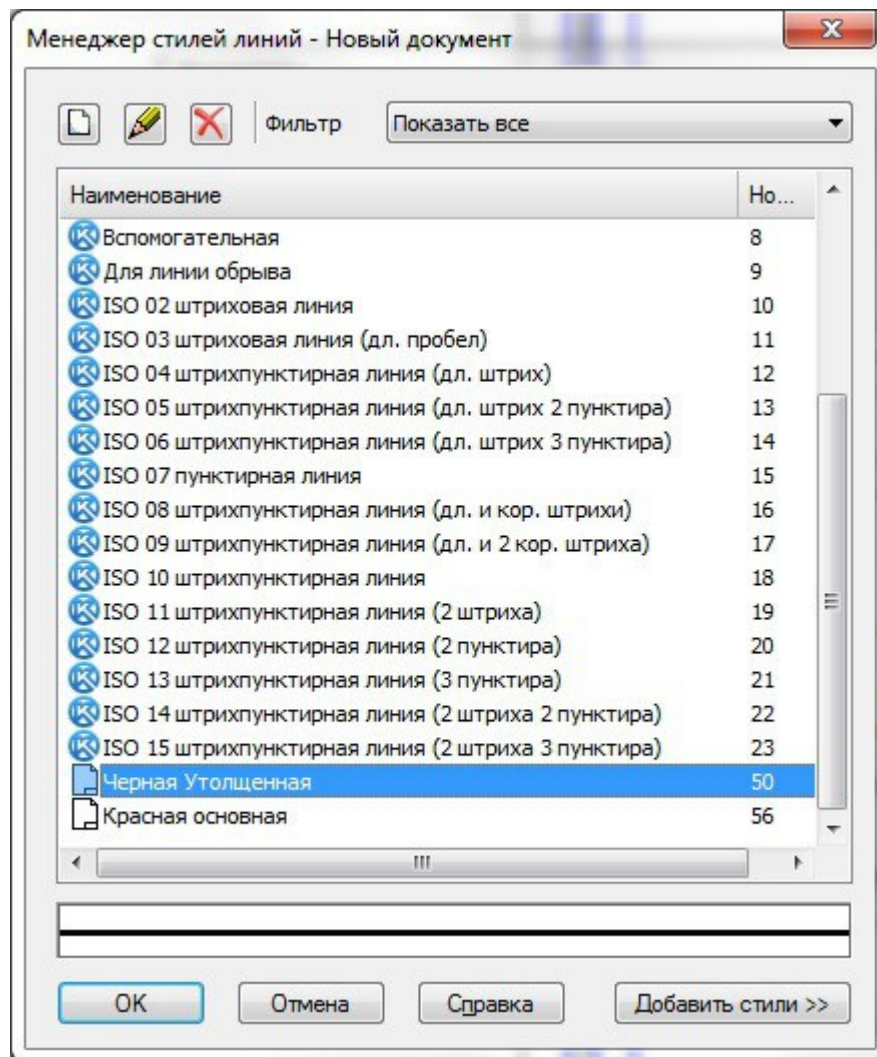 Менеджер стилей линий - Новый документ
Фильтр Показать все
Наименование Но...
Вспомогательная 8
Для линии обрыва 9
ISO 02 штриховая линия 10
ISO 03 штриховая линия (дл. пробел) 11
ISO 04 штрихпунктирная линия (дл. штрих) 12
ISO 05 штрихпунктирная линия (дл. штрих 2 пунктира) 13
ISO 06 штрихпунктирная линия (дл. штрих 3 пунктира) 14
ISO 07 пунктирная линия 15
ISO 08 штрихпунктирная линия (дл. и кор. штрихи) 16
ISO 09 штрихпунктирная линия (дл. и 2 кор. штриха) 17
ISO 10 штрихпунктирная линия 18
ISO 11 штрихпунктирная линия (2 штриха) 19
ISO 12 штрихпунктирная линия (2 пунктира) 20
ISO 13 штрихпунктирная линия (3 пунктира) 21
ISO 14 штрихпунктирная линия (2 штриха 2 пунктира) 22
ISO 15 штрихпунктирная линия (2 штриха 3 пунктира) 23
Черная Утолщенная 50
Красная основная 56
OK Отмена Справка Добавить стили >>